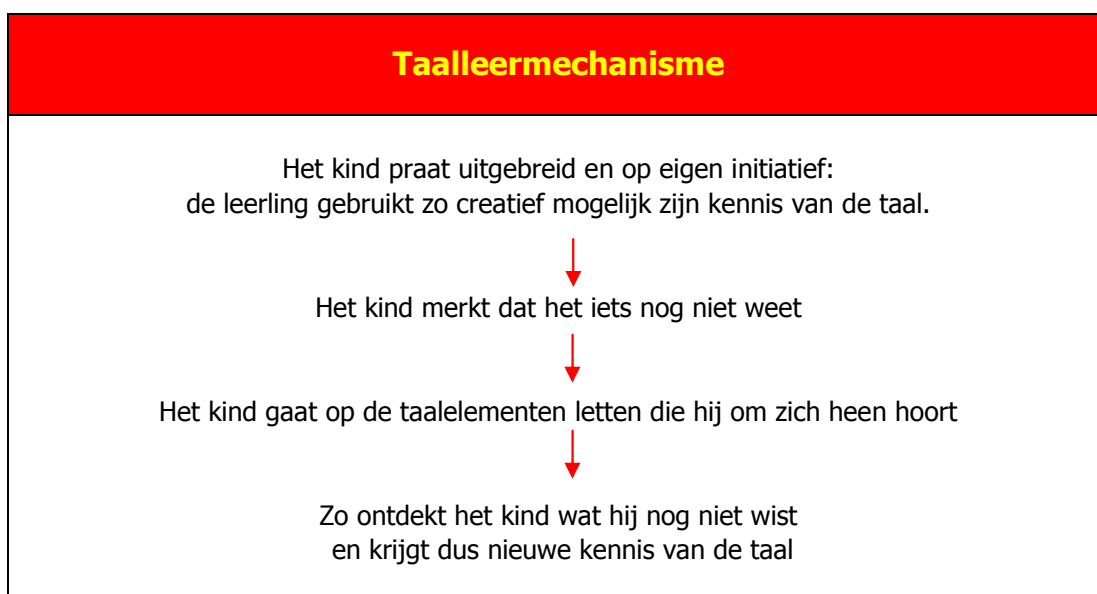 Taalleermechanisme
Het kind praat uitgebreid en op eigen initiatief:
de leerling gebruikt zo creatief mogelijk zijn kennis van de taal.
Het kind merkt dat het iets nog niet weet
Het kind gaat op de taalelementen letten die hij om zich heen hoort
Zo ontdekt het kind wat hij nog niet wist
en krijgt dus nieuwe kennis van de taal